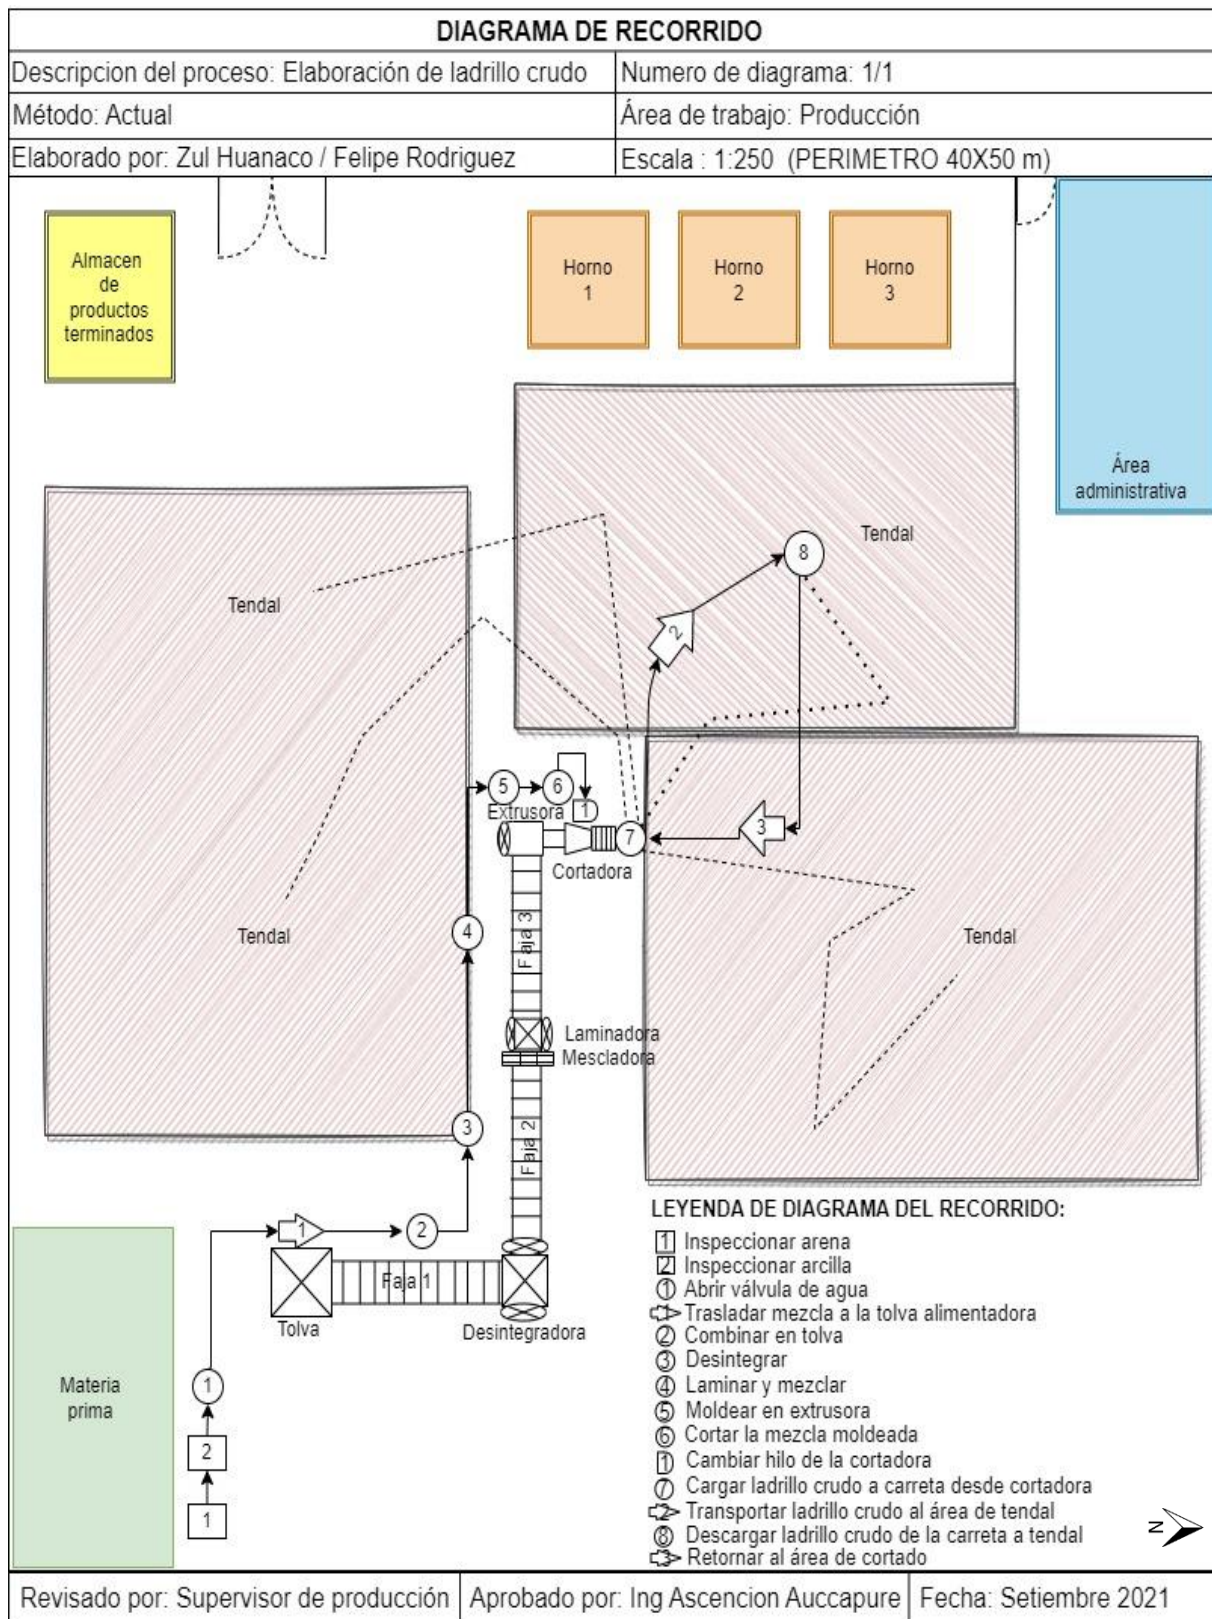 DIAGRAMA DE RECORRIDO
Descripcion del proceso: Elaboración de ladrillo crudo
Numero de diagrama: 1/1
Método: Actual
Área de trabajo: Producción
Elaborado por: Zul Huanaco / Felipe Rodriguez
Escala : 1:250 (PERIMETRO 40X50 m)
Almacen
de
productos
terminados
Horno
1
Horno
2
Horno
3
Área
administrativa
Tendal
8
Tendal
2
5
6
1
Extrusora
7
3
Cortadora
Tendal
4
Faja 3
Tendal
Laminadora
Mescladora
3
Faja 2
1
2
Faja 1
Tolva
Desintegradora
Materia
prima
1
2
1
LEYENDA DE DIAGRAMA DEL RECORRIDO:
1 Inspeccionar arena
2 Inspeccionar arcilla
1 Abrir válvula de agua
1 Trasladar mezcla a la tolva alimentadora
2 Combinar en tolva
3 Desintegrar
4 Laminar y mezclar
5 Moldear en extrusora
6 Cortar la mezcla moldeada
1 Cambiar hilo de la cortadora
7 Cargar ladrillo crudo a carreta desde cortadora
2 Transportar ladrillo crudo al área de tendal
8 Descargar ladrillo crudo de la carreta a tendal
3 Retornar al área de cortado
N
Revisado por: Supervisor de producción
Aprobado por: Ing Ascencion Auccapure
Fecha: Setiembre 2021